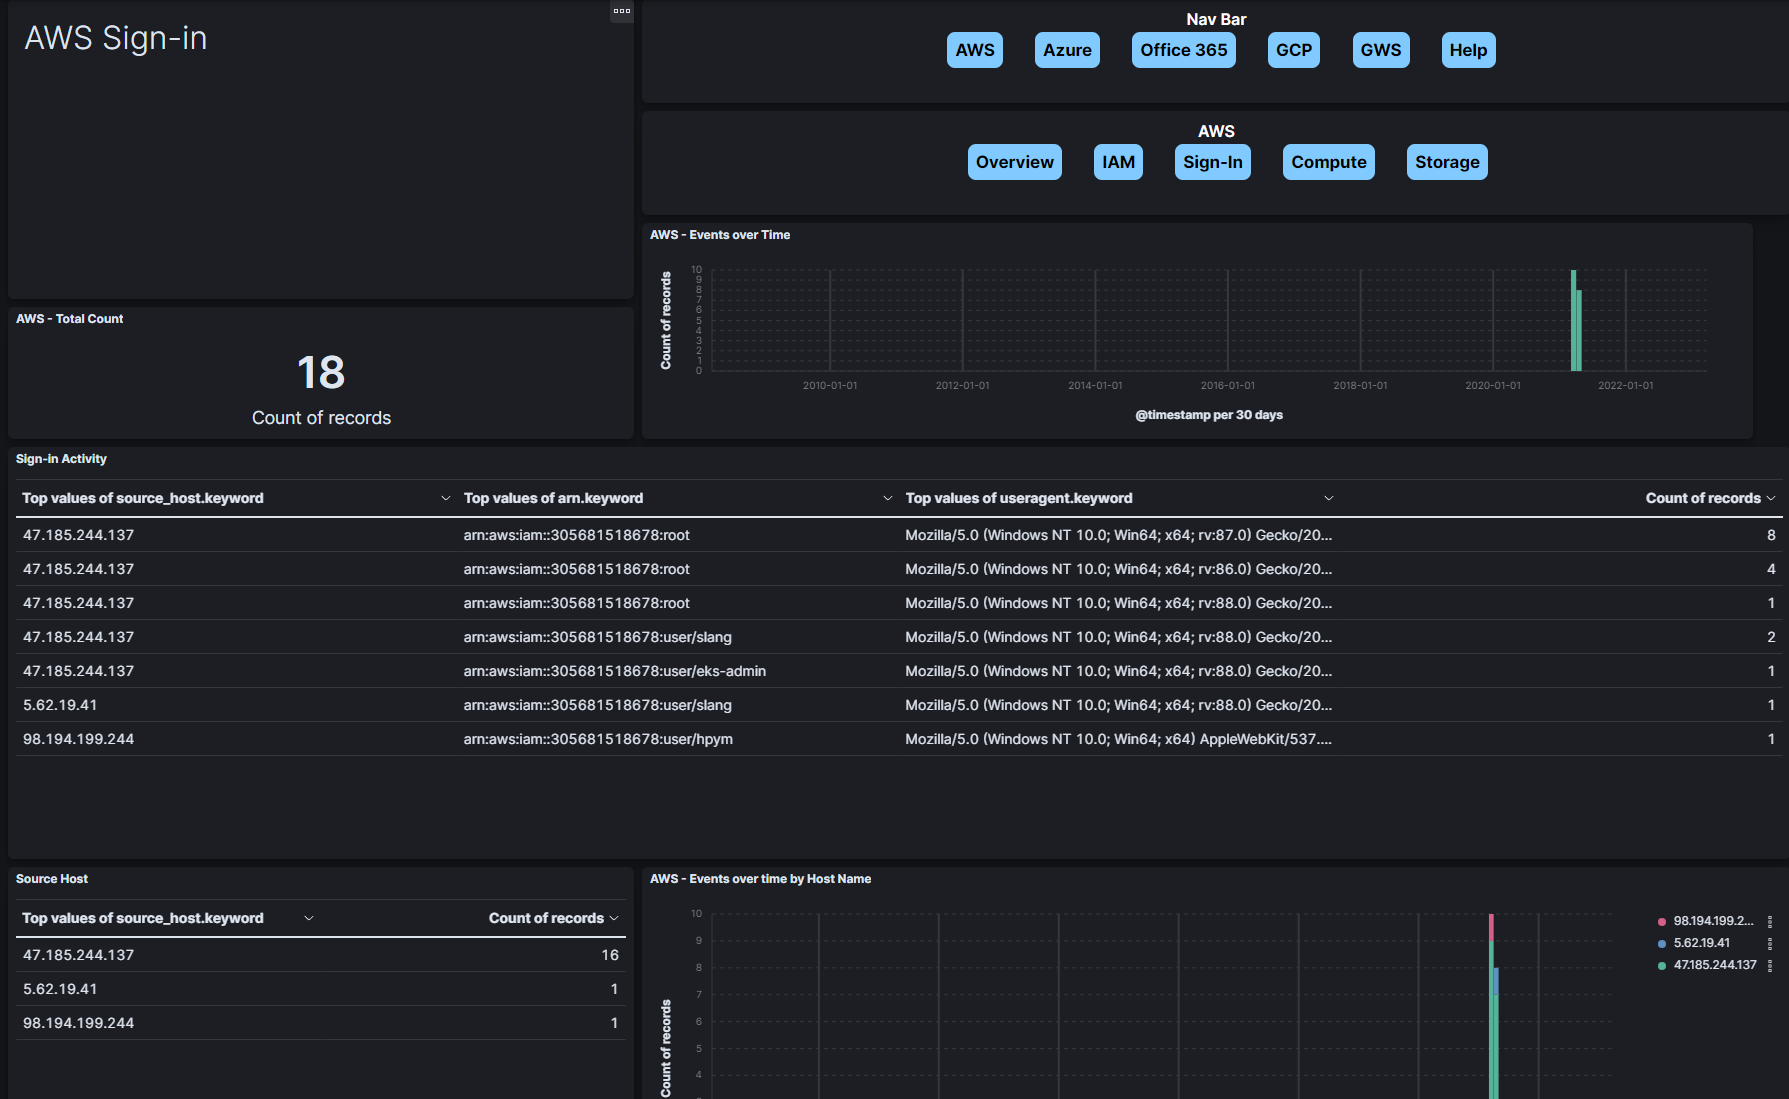 AWS Sign-in
Nav Bar
AWS Azure Office 365 GCP GWS Help
AWS
Overview IAM Sign-In Compute Storage
AWS - Total Count
18
Count of records
AWS - Events over Time
Count of records
10
9
8
7
6
5
4
3
2
1
0
2010-01-01 2012-01-01 2014-01-01 2016-01-01 2018-01-01 2020-01-01 2022-01-01
@timestamp per 30 days
Sign-in Activity
Top values of source_host.keyword Top values of arn.keyword Top values of useragent.keyword Count of records
47.185.244.137 arn:aws:iam::305681518678:root Mozilla/5.0 (Windows NT 10.0; Win64; x64; rv:87.0) Gecko/20... 8
47.185.244.137 arn:aws:iam::305681518678:root Mozilla/5.0 (Windows NT 10.0; Win64; x64; rv:86.0) Gecko/20... 4
47.185.244.137 arn:aws:iam::305681518678:root Mozilla/5.0 (Windows NT 10.0; Win64; x64; rv:88.0) Gecko/20... 1
47.185.244.137 arn:aws:iam::305681518678:user/slang Mozilla/5.0 (Windows NT 10.0; Win64; x64; rv:88.0) Gecko/20... 2
47.185.244.137 arn:aws:iam::305681518678:user/eks-admin Mozilla/5.0 (Windows NT 10.0; Win64; x64; rv:88.0) Gecko/20... 1
5.62.19.41 arn:aws:iam::305681518678:user/slang Mozilla/5.0 (Windows NT 10.0; Win64; x64; rv:88.0) Gecko/20... 1
98.194.199.244 arn:aws:iam::305681518678:user/hpym Mozilla/5.0 (Windows NT 10.0; Win64; x64) AppleWebKit/537.... 1
Source Host
Top values of source_host.keyword Count of records
47.185.244.137 16
5.62.19.41 1
98.194.199.244 1
AWS - Events over time by Host Name
Count of records
10
9
8
7
6
5
4
98.194.199.2...
5.62.19.41
47.185.244.137